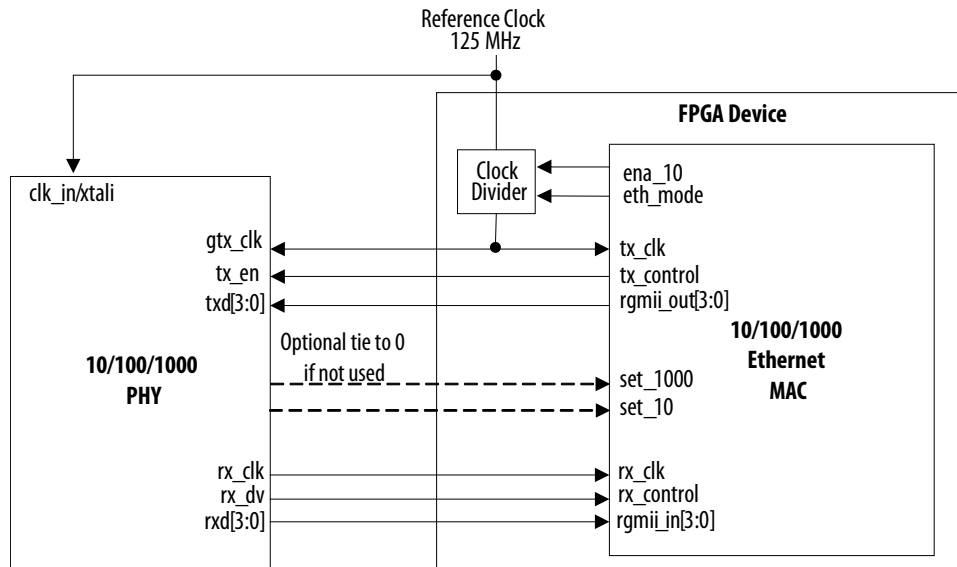 Reference Clock
125 MHz
FPGA Device
Clock
Divider
ena_10
eth_mode
clk_in/xtali
gtx_clk
tx_clk
tx_en
tx_control
txd[3:0]
rgmii_out[3:0]
Optional tie to 0
if not used
10/100/1000
PHY
10/100/1000
Ethernet
MAC
set_1000
set_10
rx_clk
rx_clk
rx_dv
rx_control
rxd[3:0]
rgmii_in[3:0]